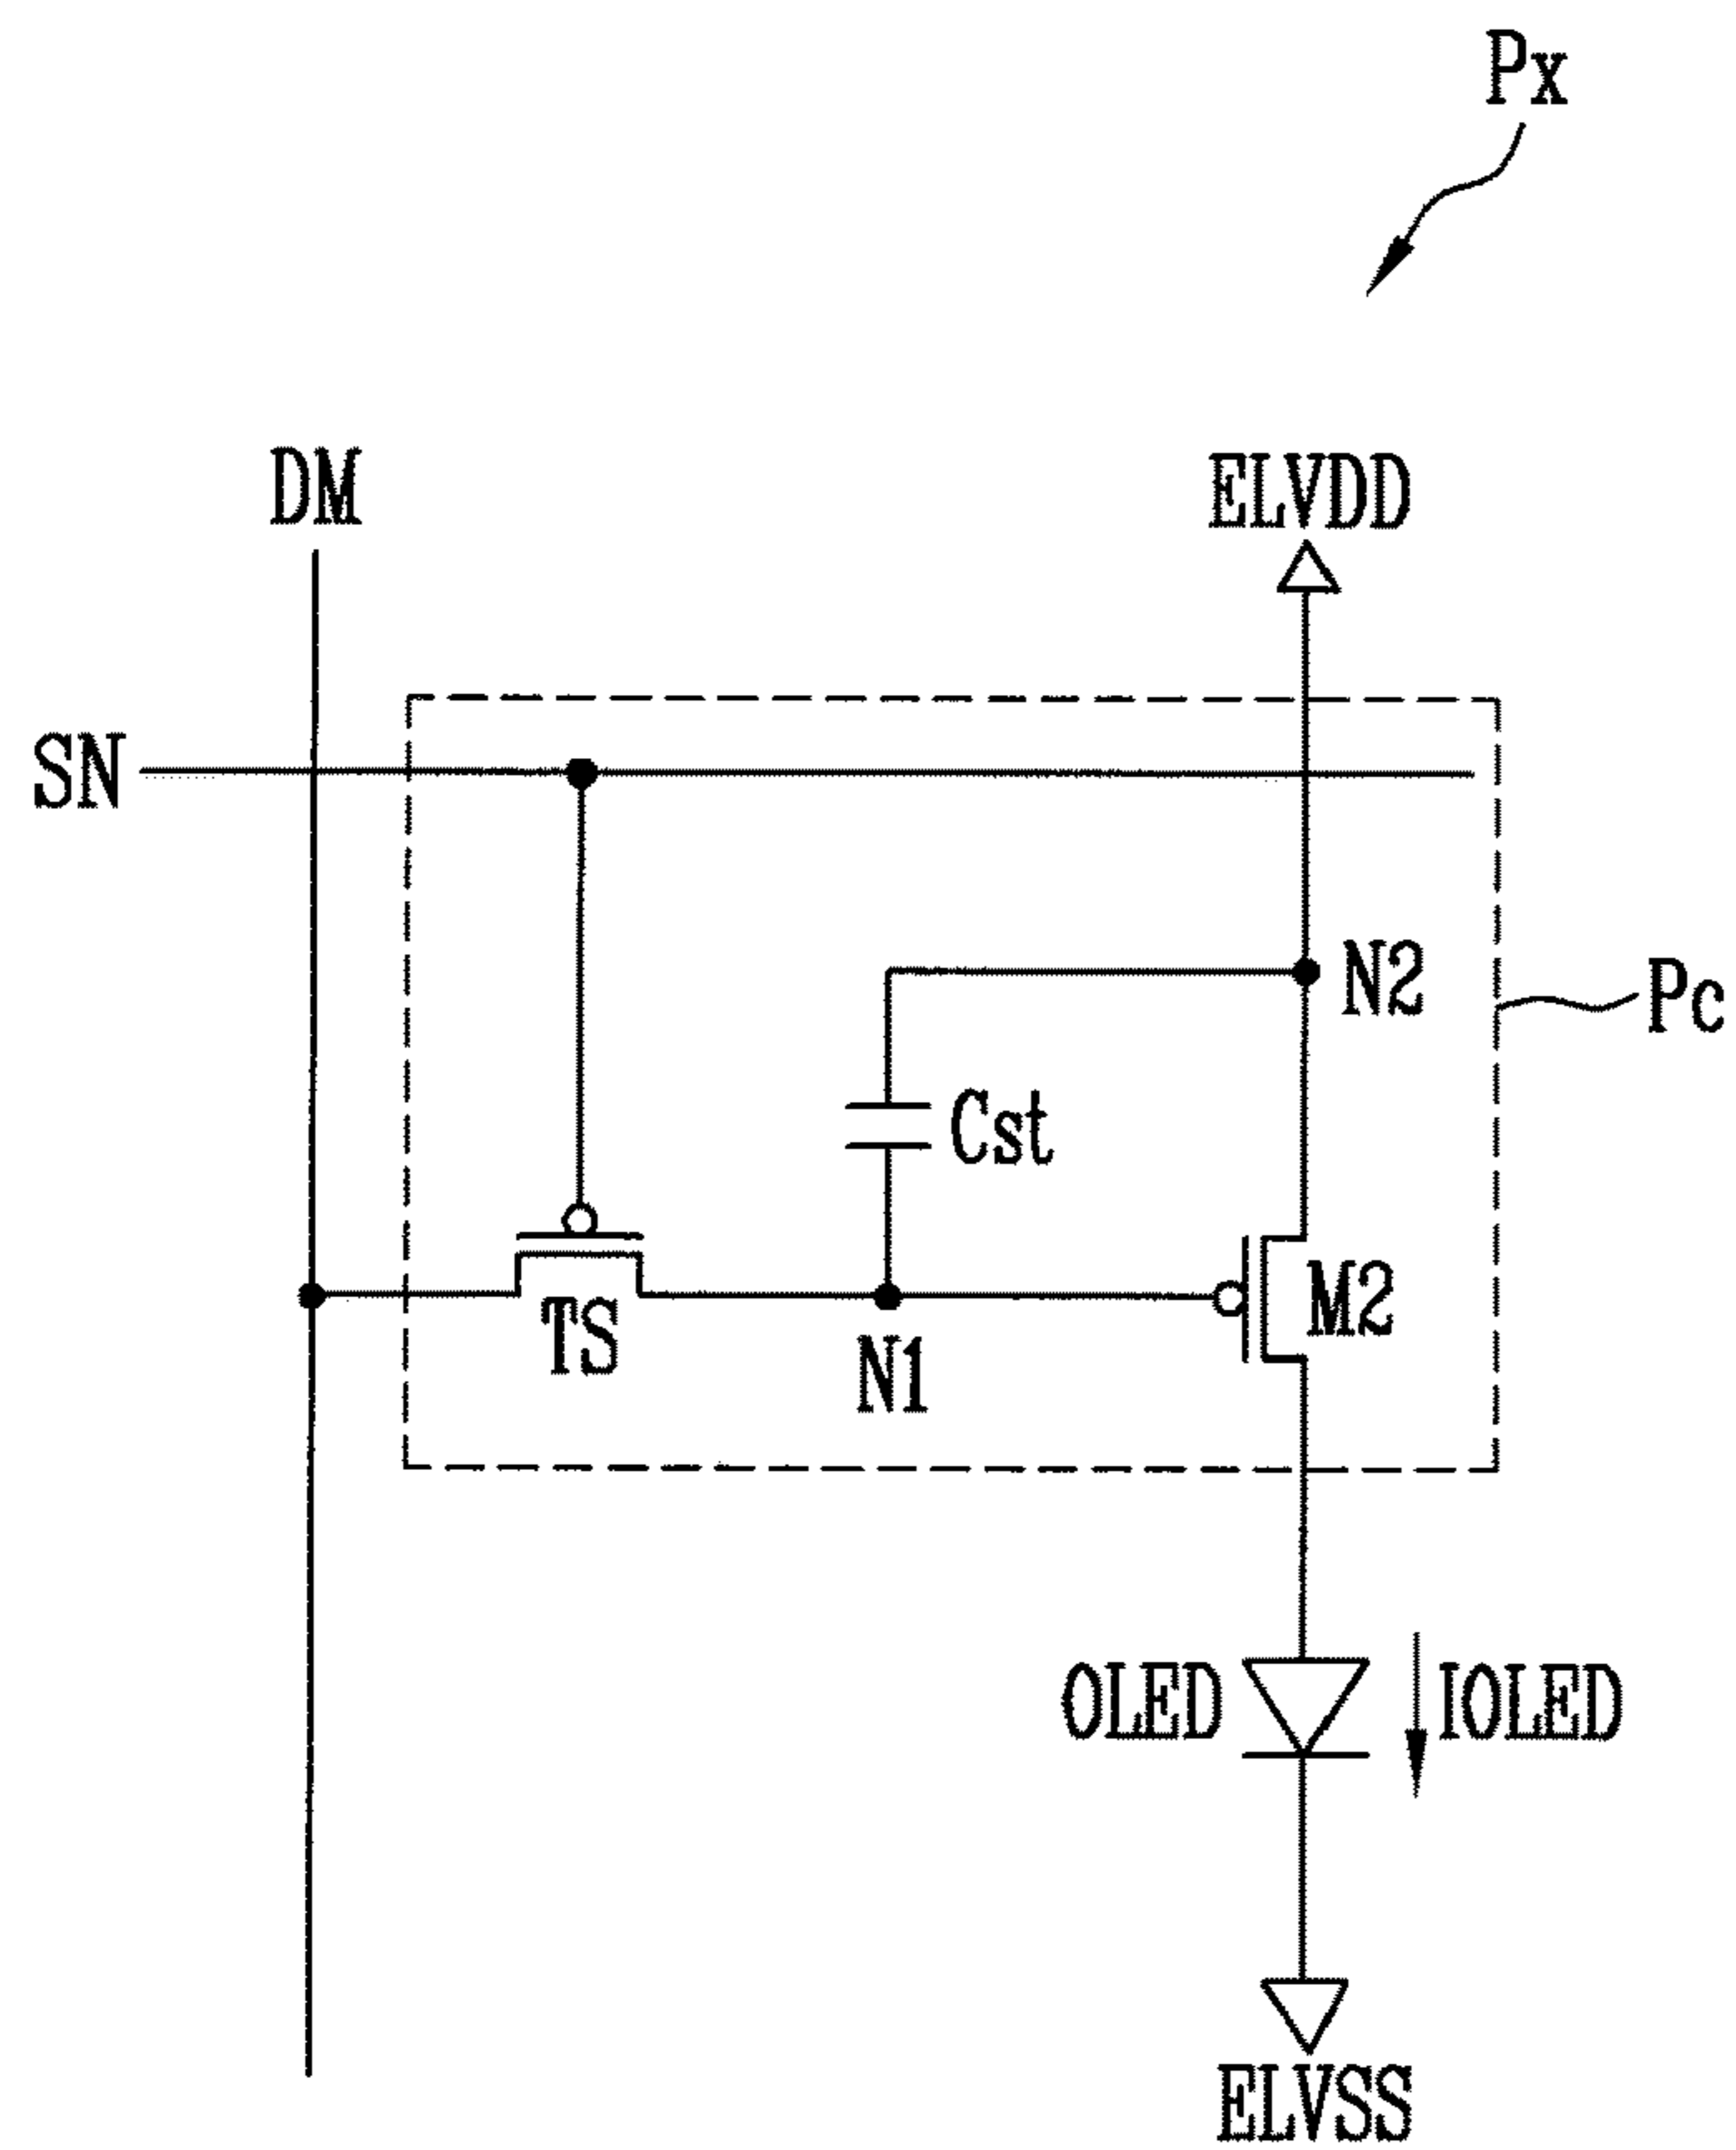 Px
DM
ELVDD
SN
N2
Pc
Cst
TS
M2
N1
OLED
IOLED
ELVSS